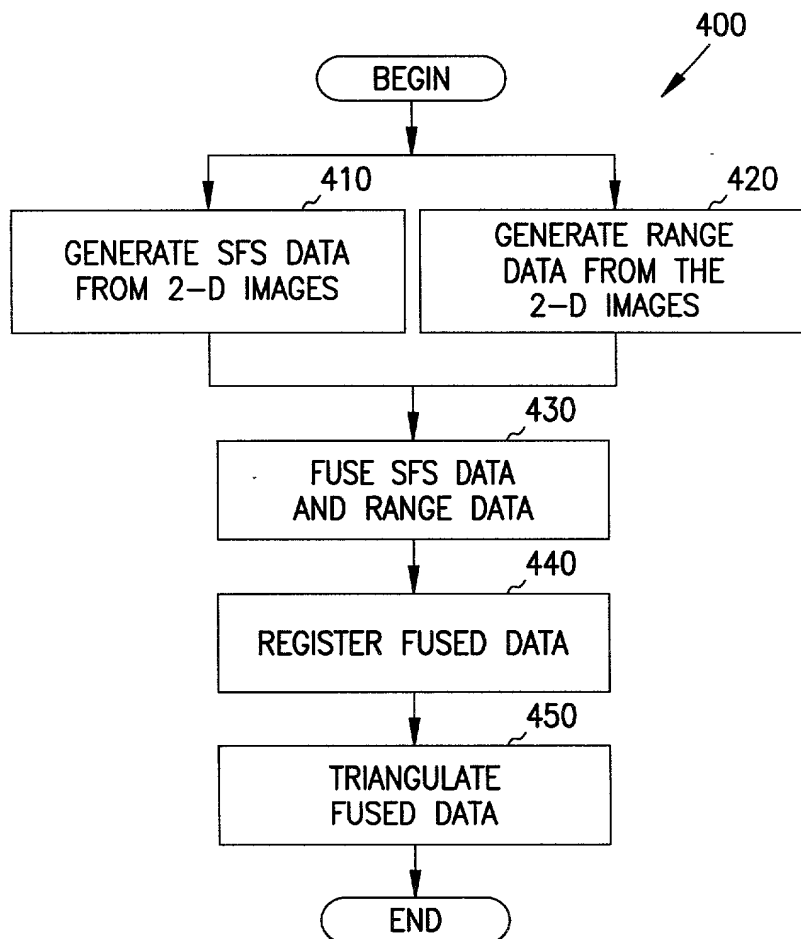 400
BEGIN
410
420
GENERATE SFS DATA
FROM 2-D IMAGES
GENERATE RANGE
DATA FROM THE
2-D IMAGES
430
FUSE SFS DATA
AND RANGE DATA
440
REGISTER FUSED DATA
450
TRIANGULATE
FUSED DATA
END